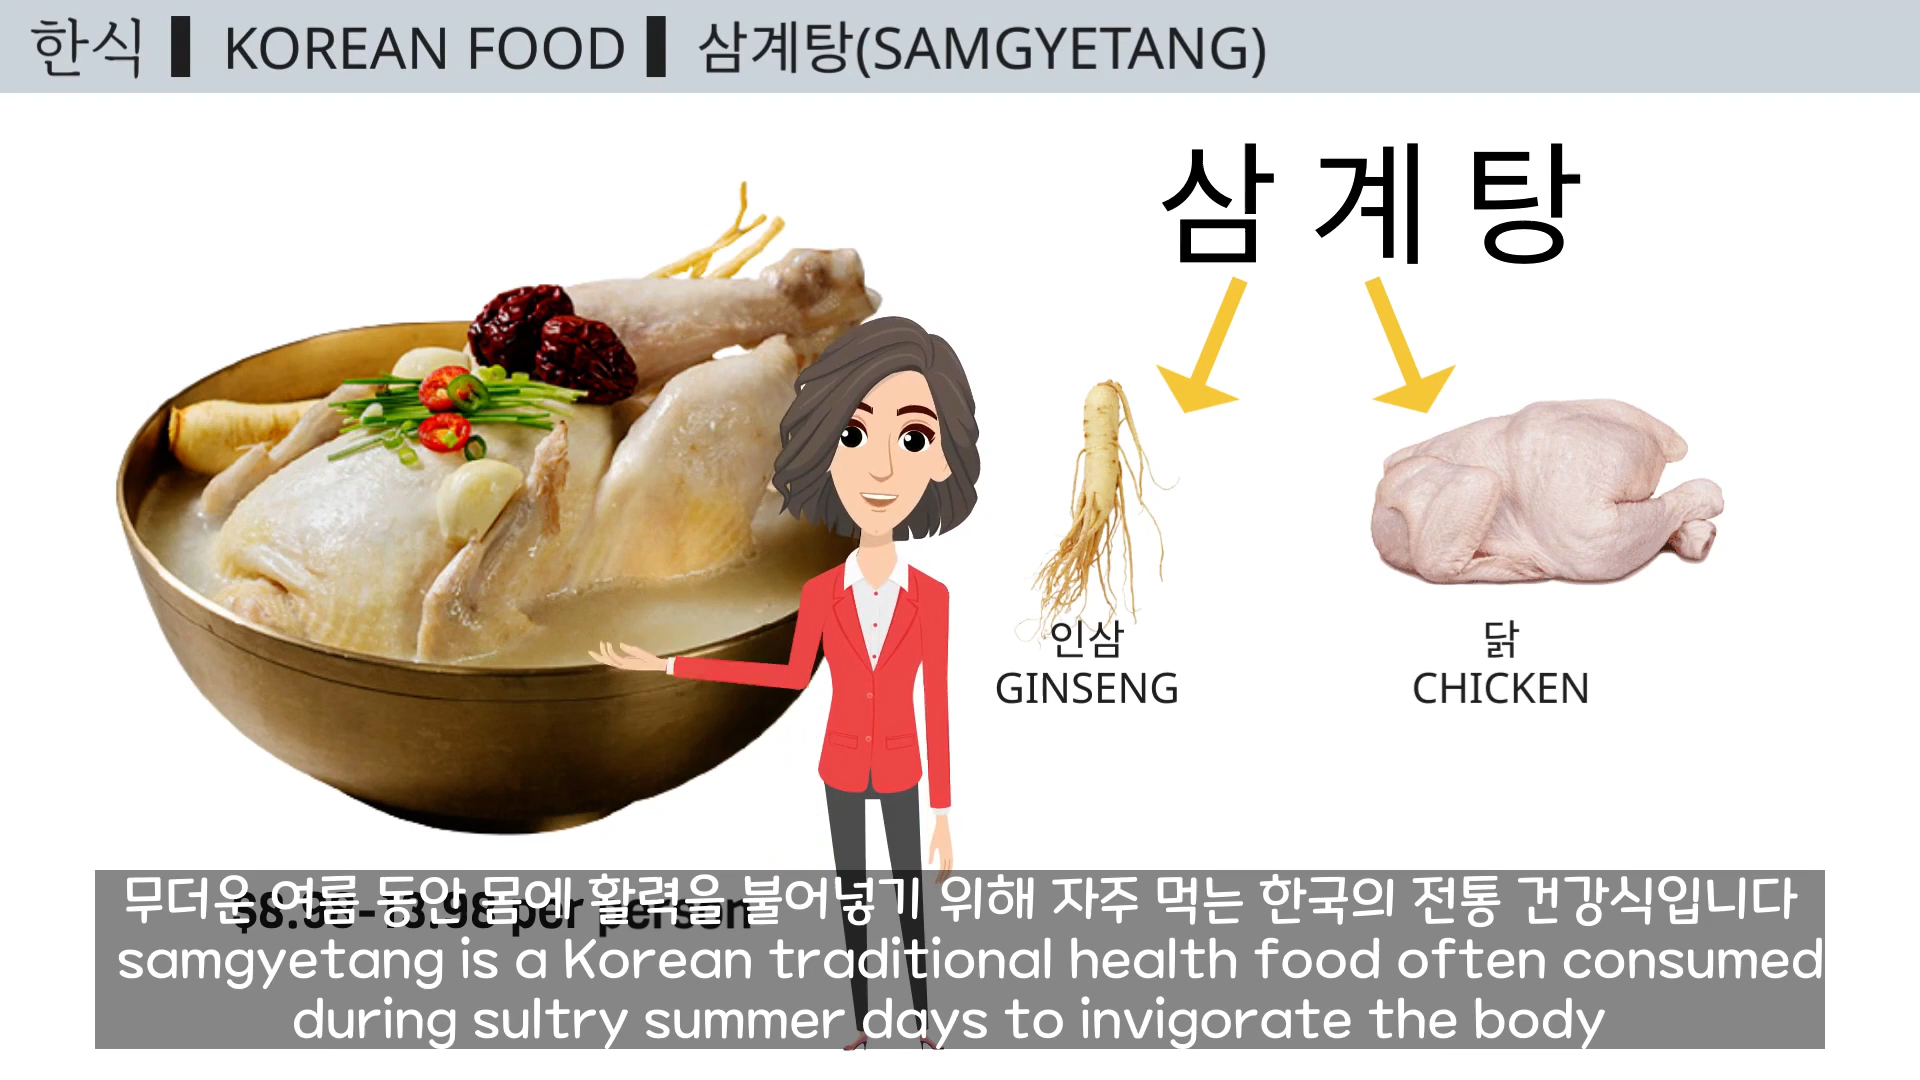 한식 ▌ KOREAN FOOD ▌ 삼계탕(SAMGYETANG)
삼계탕
인삼
GINSENG
닭
CHICKEN
per person
무더운 여름 동안 몸에 활력을 불어넣기 위해 자주 먹는 한국의 전통 건강식입니다
samgyetang is a Korean traditional health food often consumed
during sultry summer days to invigorate the body